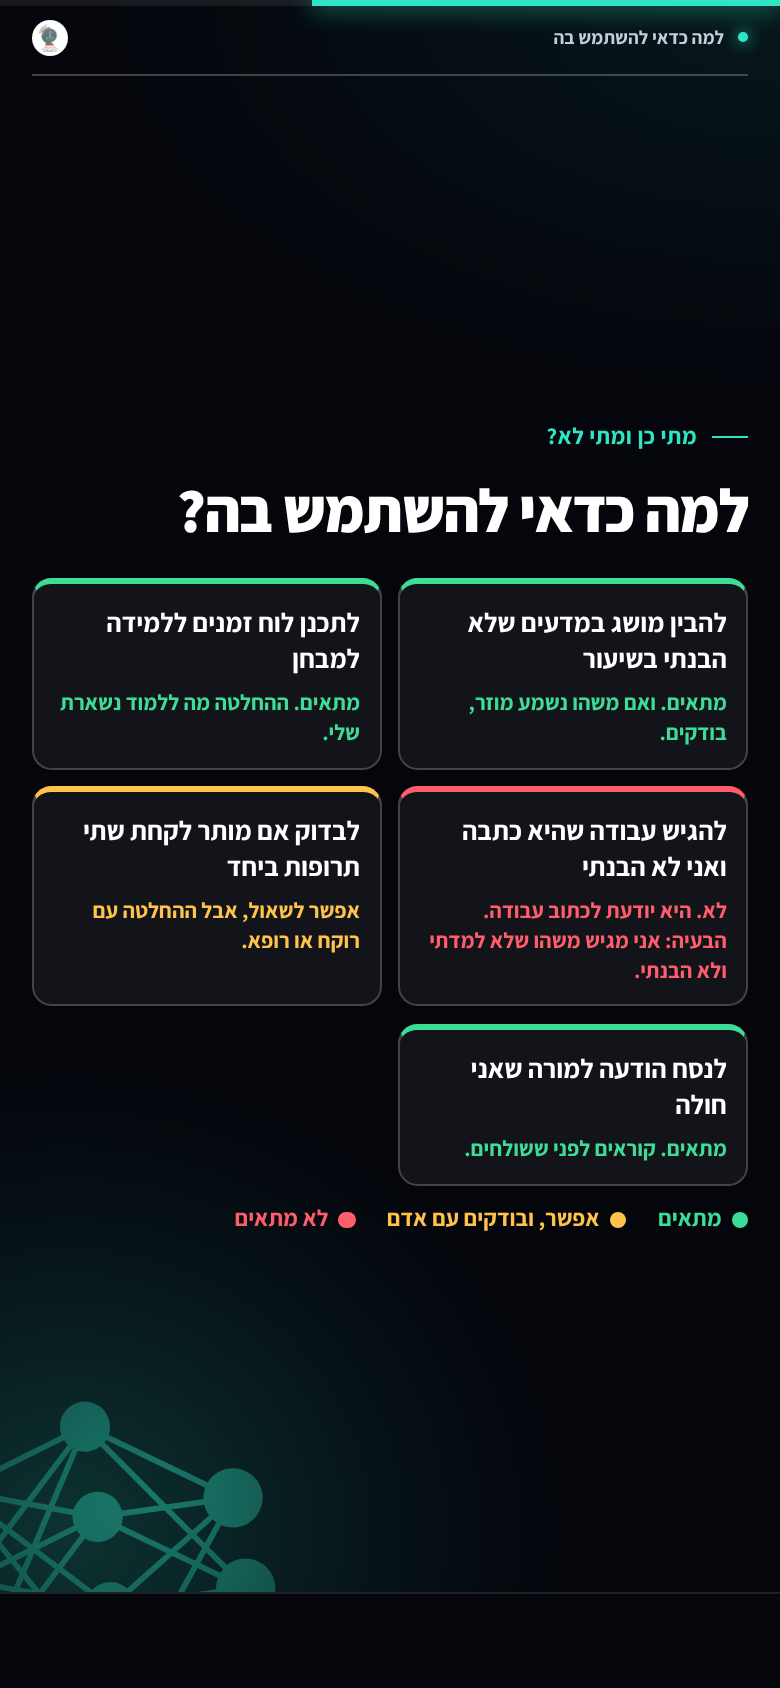 למה כדאי להשתמש בה
מתי כן ומתי לא?
למה כדאי להשתמש בה?
להבין מושג במדעים שלא
הבנתי בשיעור
מתאים. ואם משהו נשמע מוזר,
בודקים.
לתכנן לוח זמנים ללמידה
למבחן
מתאים. ההחלטה מה ללמוד נשארת
שלי.
להגיש עבודה שהיא כתבה
ואני לא הבנתי
לא. היא יודעת לכתוב עבודה.
הבעיה: אני מגיש משהו שלא למדתי
ולא הבנתי.
לבדוק אם מותר לקחת שתי
תרופות ביחד
אפשר לשאול, אבל ההחלטה עם
רוקח או רופא.
לנסח הודעה למורה שאני
חולה
מתאים. קוראים לפני ששולחים.
מתאים
אפשר, ובודקים עם אדם
לא מתאים